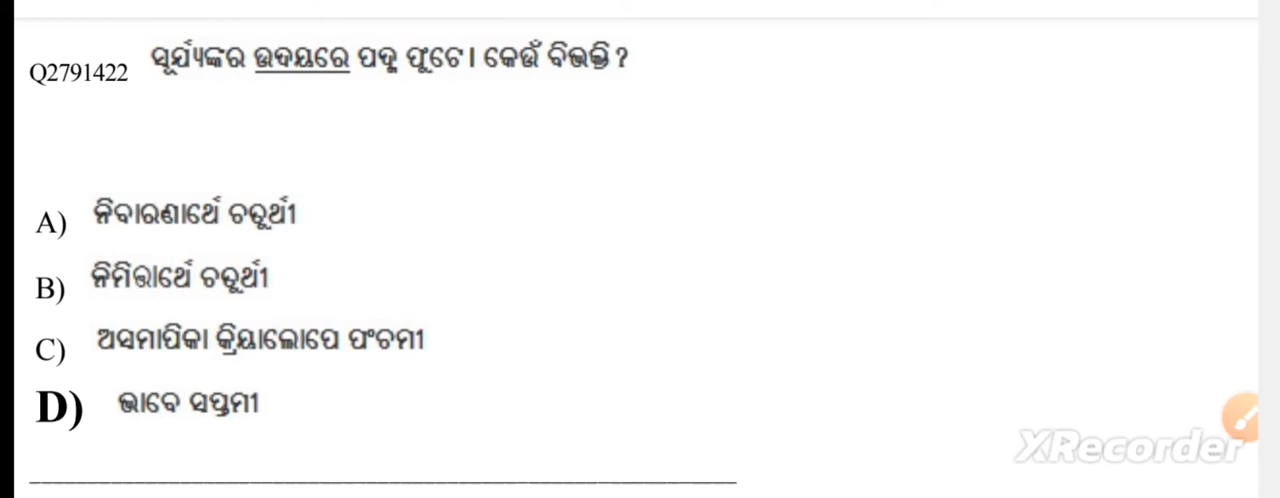 Q2791422 ସୂର୍ଯ୍ୟଙ୍କର ଉଦୟରେ ପଦ୍ମ ଫୁଟେ। କେଉଁ ବିଭକ୍ତି ?
A) ନିବାରଣାର୍ଥେ ଚତୁର୍ଥୀ
B) ନିମିତ୍ତାର୍ଥେ ଚତୁର୍ଥୀ
C) ଅସମାପିକା କ୍ରିୟାଲୋପେ ପଂଚମୀ
D) ଭାବେ ସପ୍ତମୀ
XRecorder